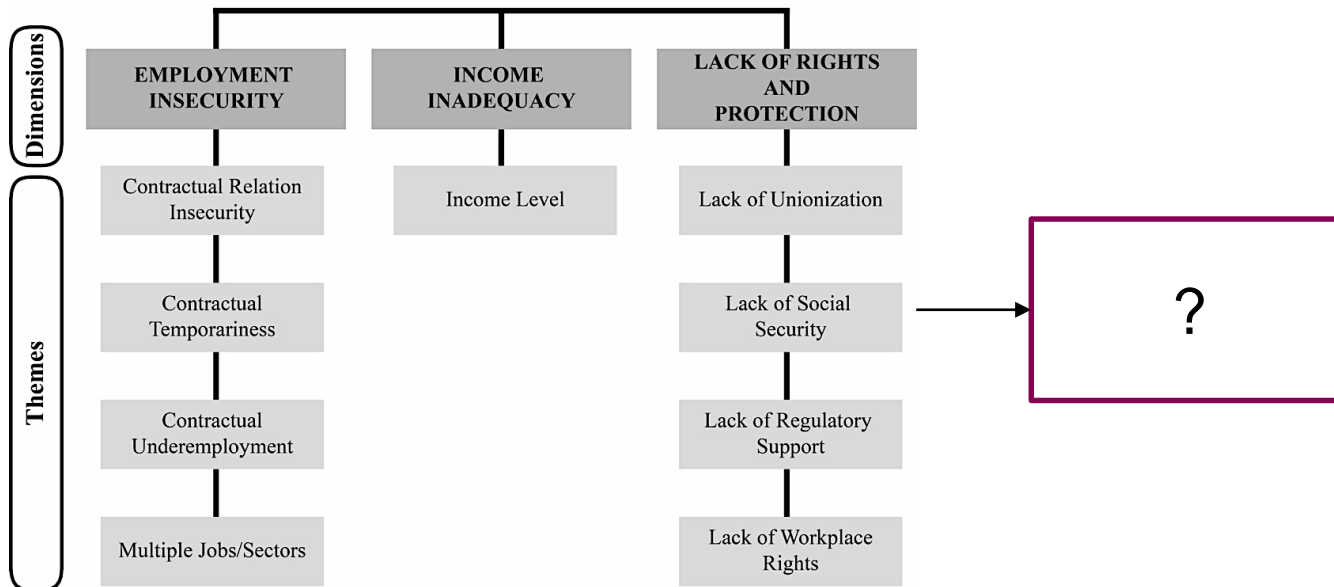 Dimensions
EMPLOYMENT
INSECURITY
INCOME
INADEQUACY
LACK OF RIGHTS
AND
PROTECTION
Themes
Contractual Relation
Insecurity
Income Level
Lack of Unionization
Contractual
Temporariness
Lack of Social
Security
?
Contractual
Underemployment
Lack of Regulatory
Support
Multiple Jobs/Sectors
Lack of Workplace
Rights